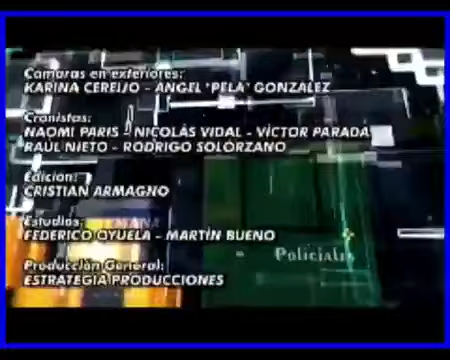 Cámaras en exteriores:
KARINA CEREIJO - ANGEL "PELA" GONZALEZ
Cronistas:
NAOMI PARIS - NICOLÁS VIDAL - VÍCTOR PARADA
RAÚL NIETO - RODRIGO SOLÓRZANO
Edición:
CRISTIAN ARMAGNO
Estudios:
FEDERICO OYUELA - MARTÍN BUENO
Policiales
Producción General:
ESTRATEGIA PRODUCCIONES